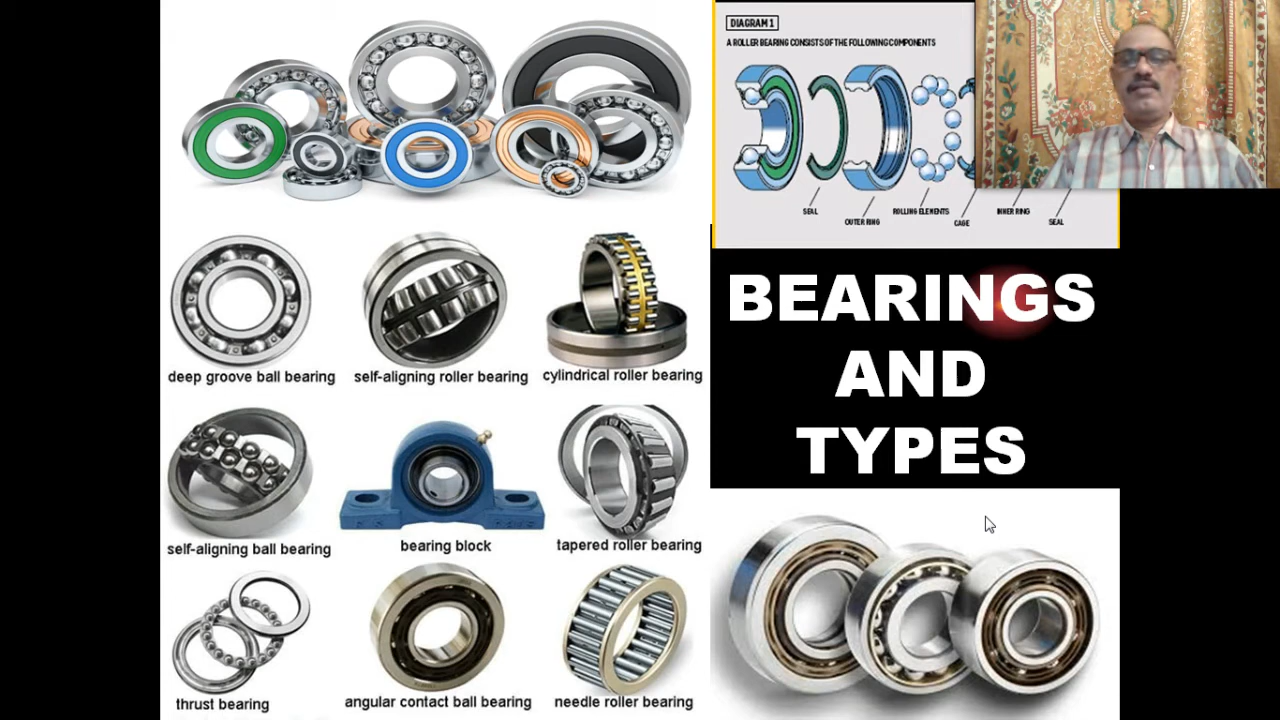 DIAGRAM 1
A ROLLER BEARING CONSISTS OF THE FOLLOWING COMPONENTS
SEAL
OUTER RING
ROLLING ELEMENTS
CAGE
INNER RING
SEAL
BEARINGS
AND
TYPES
deep groove ball bearing
self-aligning roller bearing
cylindrical roller bearing
self-aligning ball bearing
bearing block
tapered roller bearing
thrust bearing
angular contact ball bearing
needle roller bearing